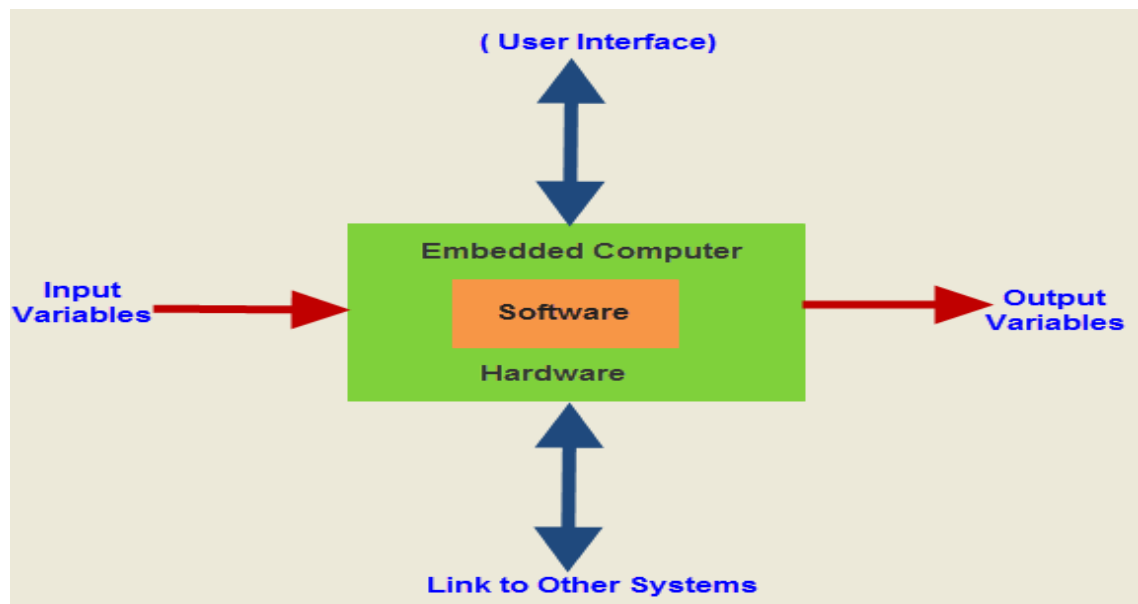 ( User Interface)
Embedded Computer
Input
Variables
Software
Output
Variables
Hardware
Link to Other Systems